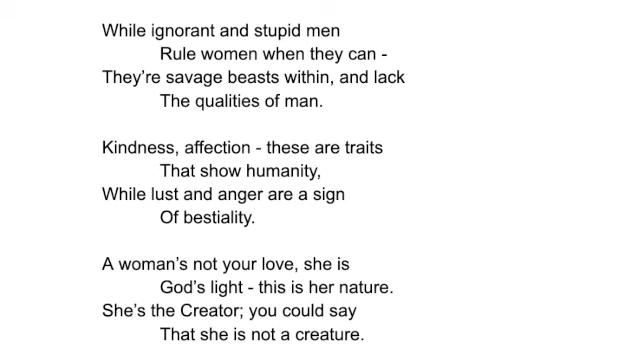 While ignorant and stupid men
Rule women when they can -
They’re savage beasts within, and lack
The qualities of man.
Kindness, affection - these are traits
That show humanity,
While lust and anger are a sign
Of bestiality.
A woman’s not your love, she is
God’s light - this is her nature.
She’s the Creator; you could say
That she is not a creature.